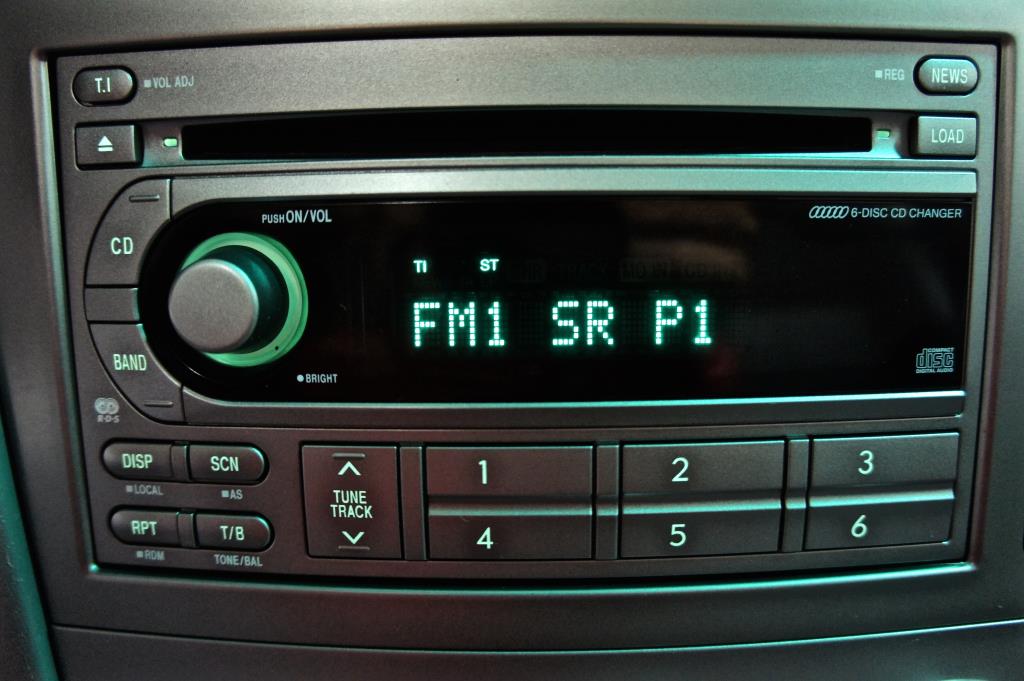 T.I
VOL ADJ
REG
NEWS
LOAD
PUSH ON/VOL
6-DISC CD CHANGER
CD
TI ST
FM1 SR P1
BAND
BRIGHT
COMPACT
disc
DIGITAL AUDIO
R·D·S
DISP
SCN
LOCAL
AS
RPT
T/B
RDM
TONE/BAL
TUNE
TRACK
1
2
3
4
5
6